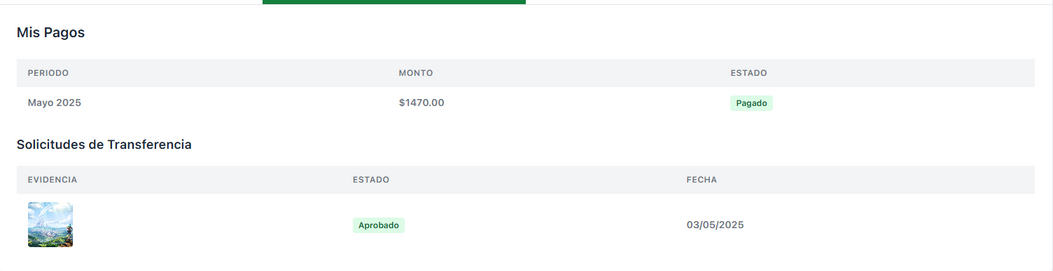 Mis Pagos
PERIODO MONTO ESTADO
Mayo 2025 $1470.00 Pagado
Solicitudes de Transferencia
EVIDENCIA ESTADO FECHA
Aprobado 03/05/2025